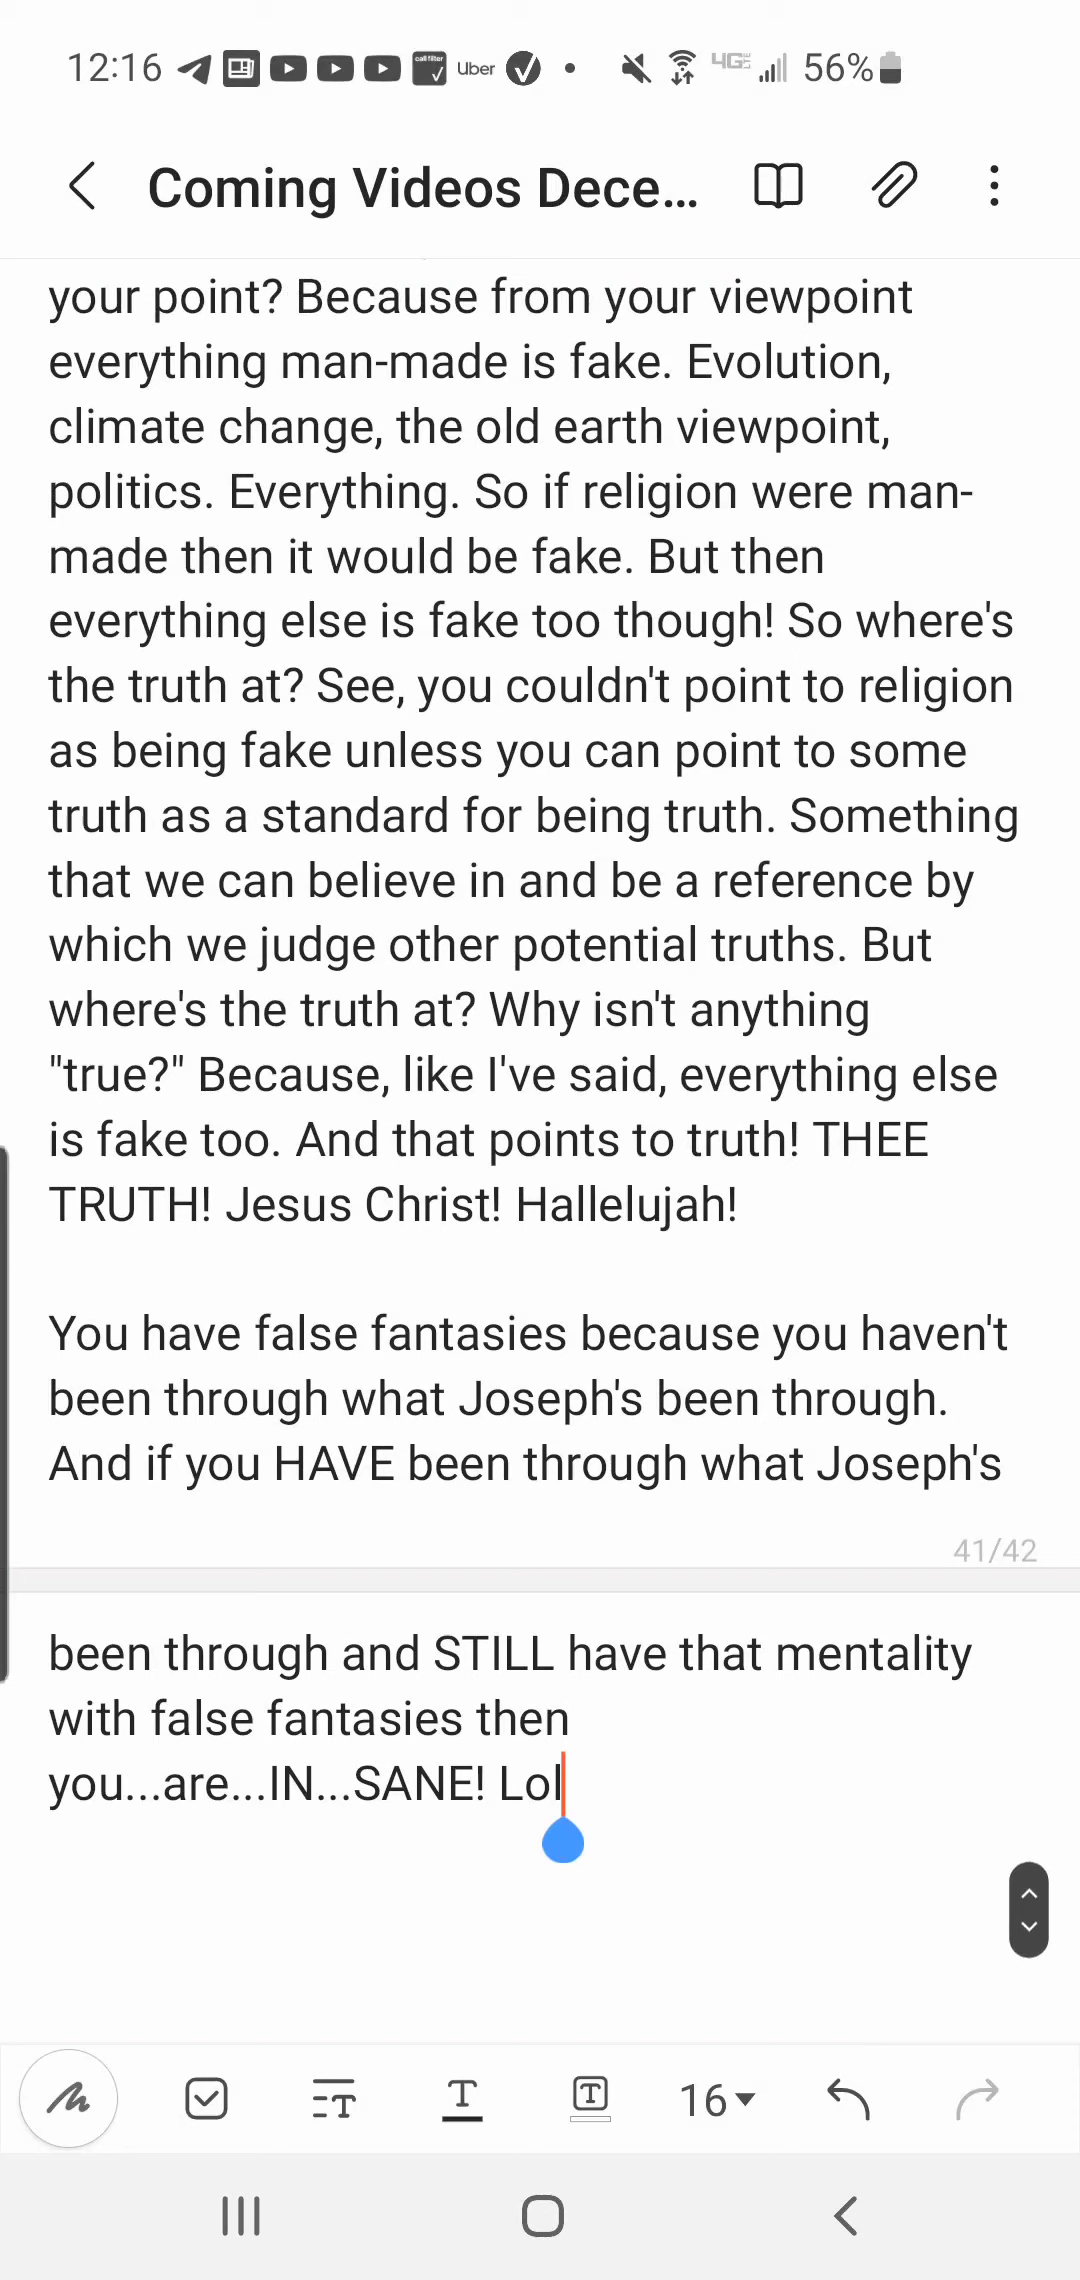 12:16 call filter Uber 4GE 56%
Coming Videos Dece...
your point? Because from your viewpoint
everything man-made is fake. Evolution,
climate change, the old earth viewpoint,
politics. Everything. So if religion were man-
made then it would be fake. But then
everything else is fake too though! So where's
the truth at? See, you couldn't point to religion
as being fake unless you can point to some
truth as a standard for being truth. Something
that we can believe in and be a reference by
which we judge other potential truths. But
where's the truth at? Why isn't anything
"true?" Because, like I've said, everything else
is fake too. And that points to truth! THEE
TRUTH! Jesus Christ! Hallelujah!
You have false fantasies because you haven't
been through what Joseph's been through.
And if you HAVE been through what Joseph's
41/42
been through and STILL have that mentality
with false fantasies then
you...are...IN...SANE! Lol
16